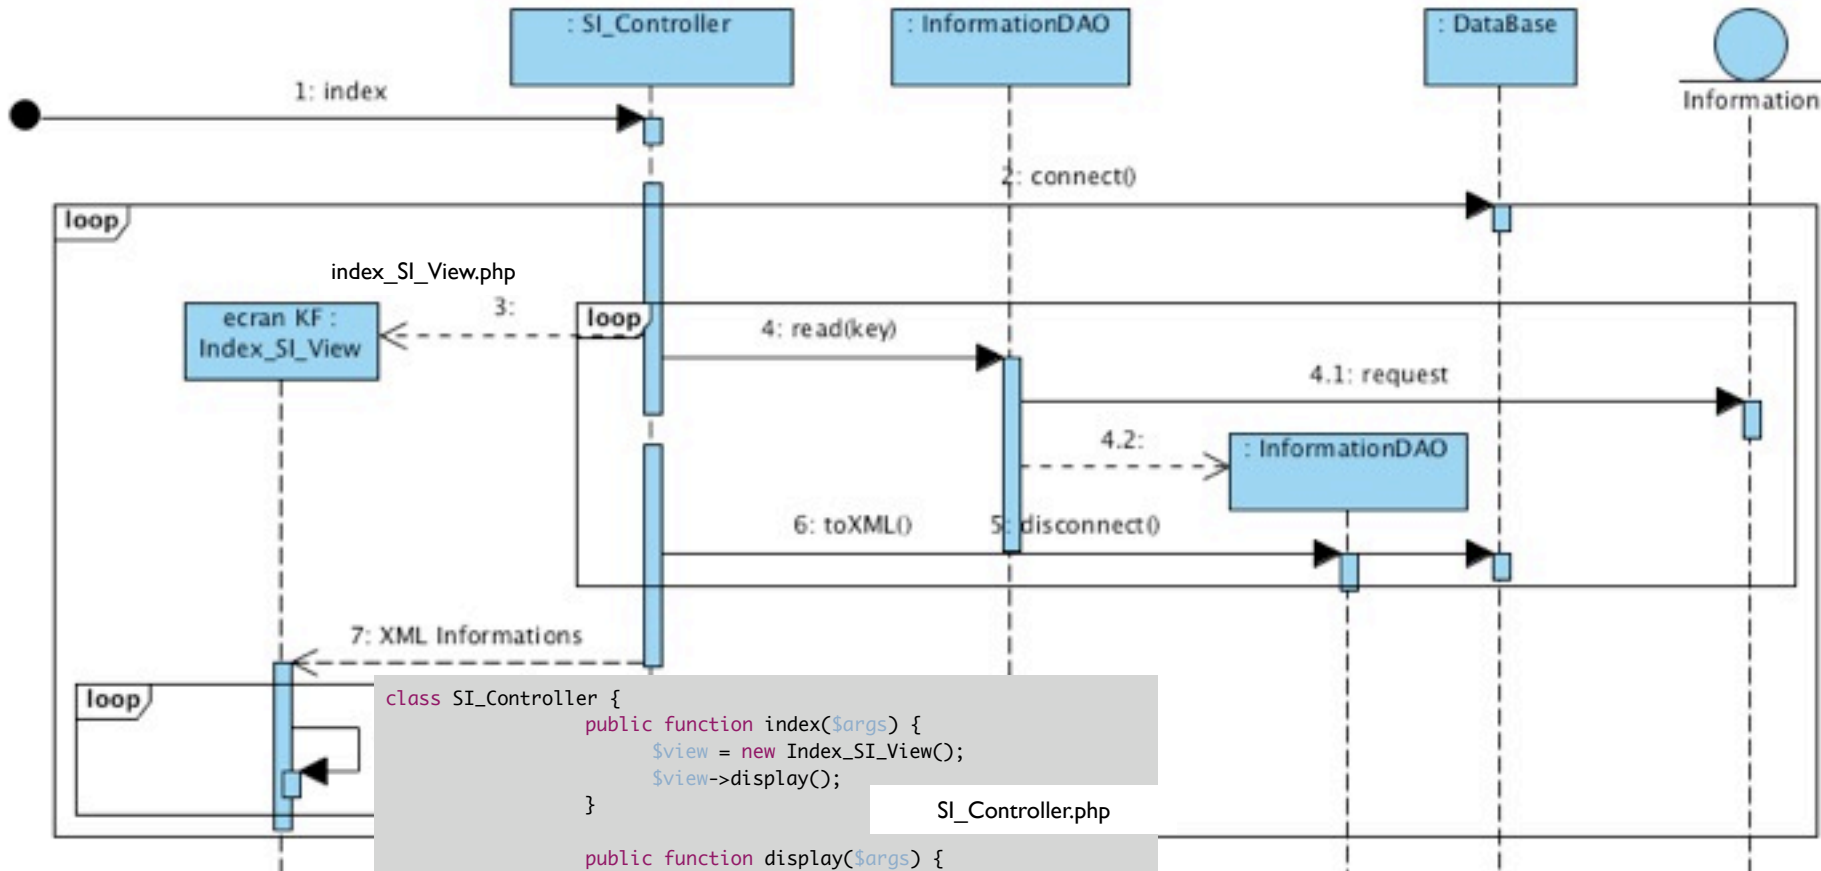 : SI_Controller
: InformationDAO
: DataBase
Information
1: index
2: connect()
loop
index_SI_View.php
3:
ecran KF :
Index_SI_View
loop
4: read(key)
4.1: request
4.2:
: InformationDAO
6: toXML()
5: disconnect()
7: XML Informations
loop
class SI_Controller {
public function index($args) {
$view = new Index_SI_View();
$view->display();
}
SI_Controller.php
public function display($args) {